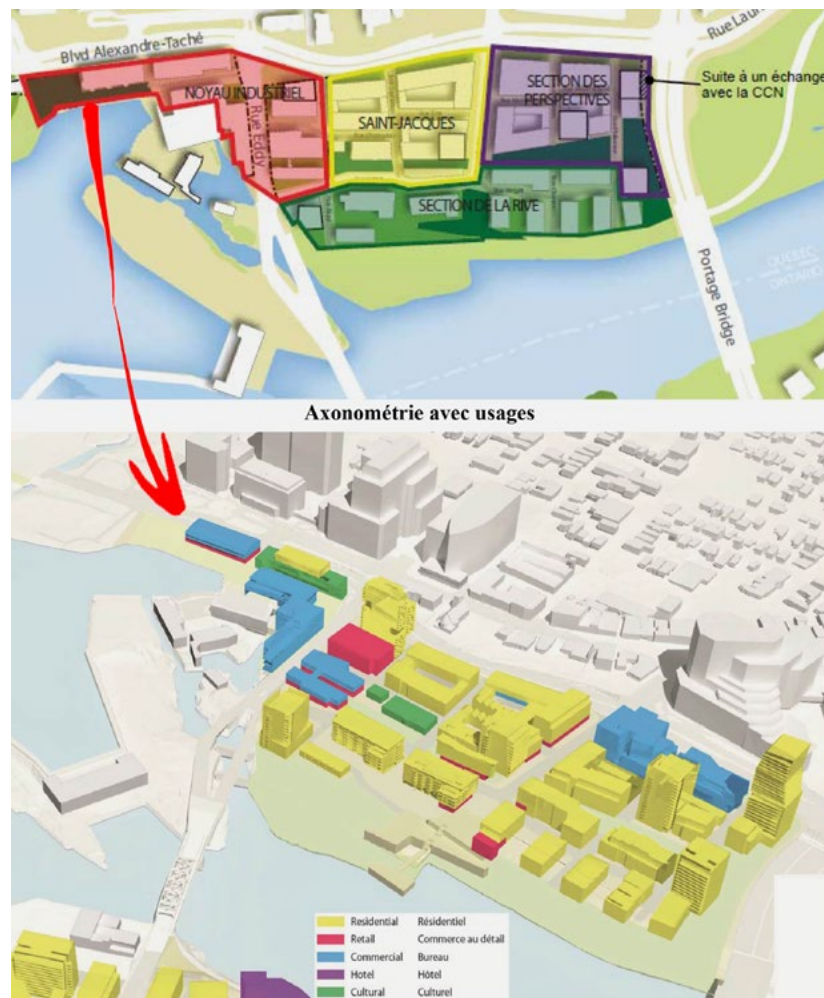 Blvd Alexandre-Taché
Rue Laur
NOYAU INDUSTRIEL
Rue Eddy
SAINT-JACQUES
SECTION DES
PERSPECTIVES
Suite à un échange
avec la CCN
SECTION DE LA RIVE
Portage Bridge
QUÉBEC
ONTARIO
Axonométrie avec usages
Residential Résidentiel
Retail Commerce au détail
Commercial Bureau
Hotel Hôtel
Cultural Culturel